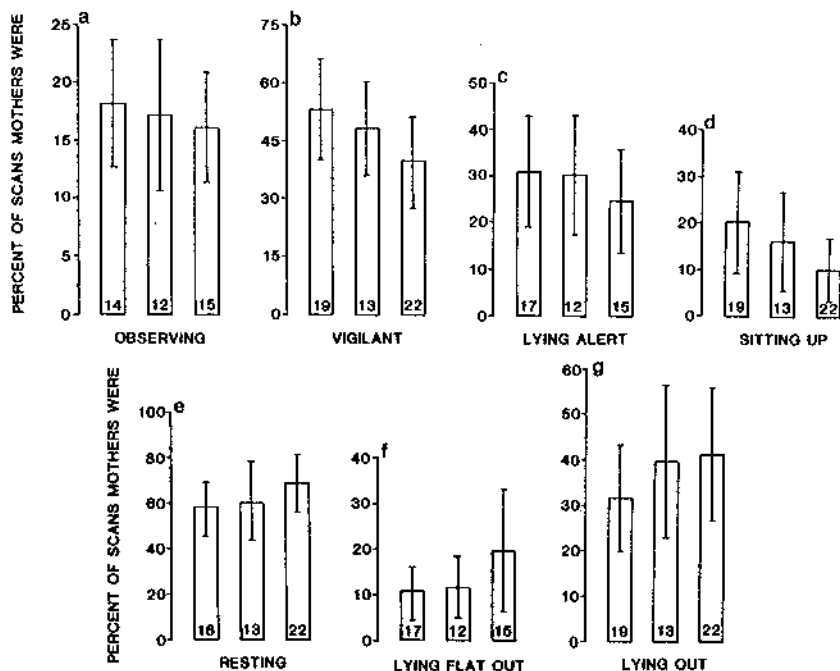 PERCENT OF SCANS MOTHERS WERE
a
25
20
15
10
5
0
14 12 15
OBSERVING
b
75
60
45
30
15
0
19 13 22
VIGILANT
c
50
40
30
20
10
0
17 12 15
LYING ALERT
d
40
30
20
10
0
19 13 22
SITTING UP
PERCENT OF SCANS MOTHERS WERE
e
100
80
60
40
20
0
13 22
RESTING
f
40
30
20
10
0
17 12 15
LYING FLAT OUT
g
60
50
40
30
20
10
0
19 13 22
LYING OUT